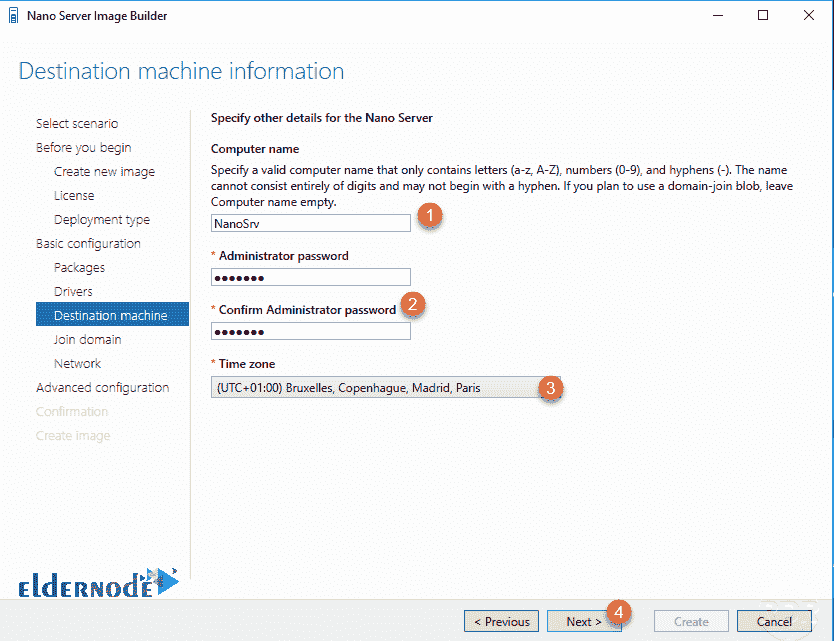 Nano Server Image Builder
Destination machine information
Select scenario
Before you begin
Create new image
License
Deployment type
Basic configuration
Packages
Drivers
Destination machine
Join domain
Network
Advanced configuration
Confirmation
Create image
Specify other details for the Nano Server
Computer name
Specify a valid computer name that only contains letters (a-z, A-Z), numbers (0-9), and hyphens (-). The name
cannot consist entirely of digits and may not begin with a hyphen. If you plan to use a domain-join blob, leave
Computer name empty.
NanoSrv
1
* Administrator password
●●●●●●●
* Confirm Administrator password
2
●●●●●●●
* Time zone
(UTC+01:00) Bruxelles, Copenhague, Madrid, Paris
3
eldernode
< Previous
Next >
4
Create
Cancel